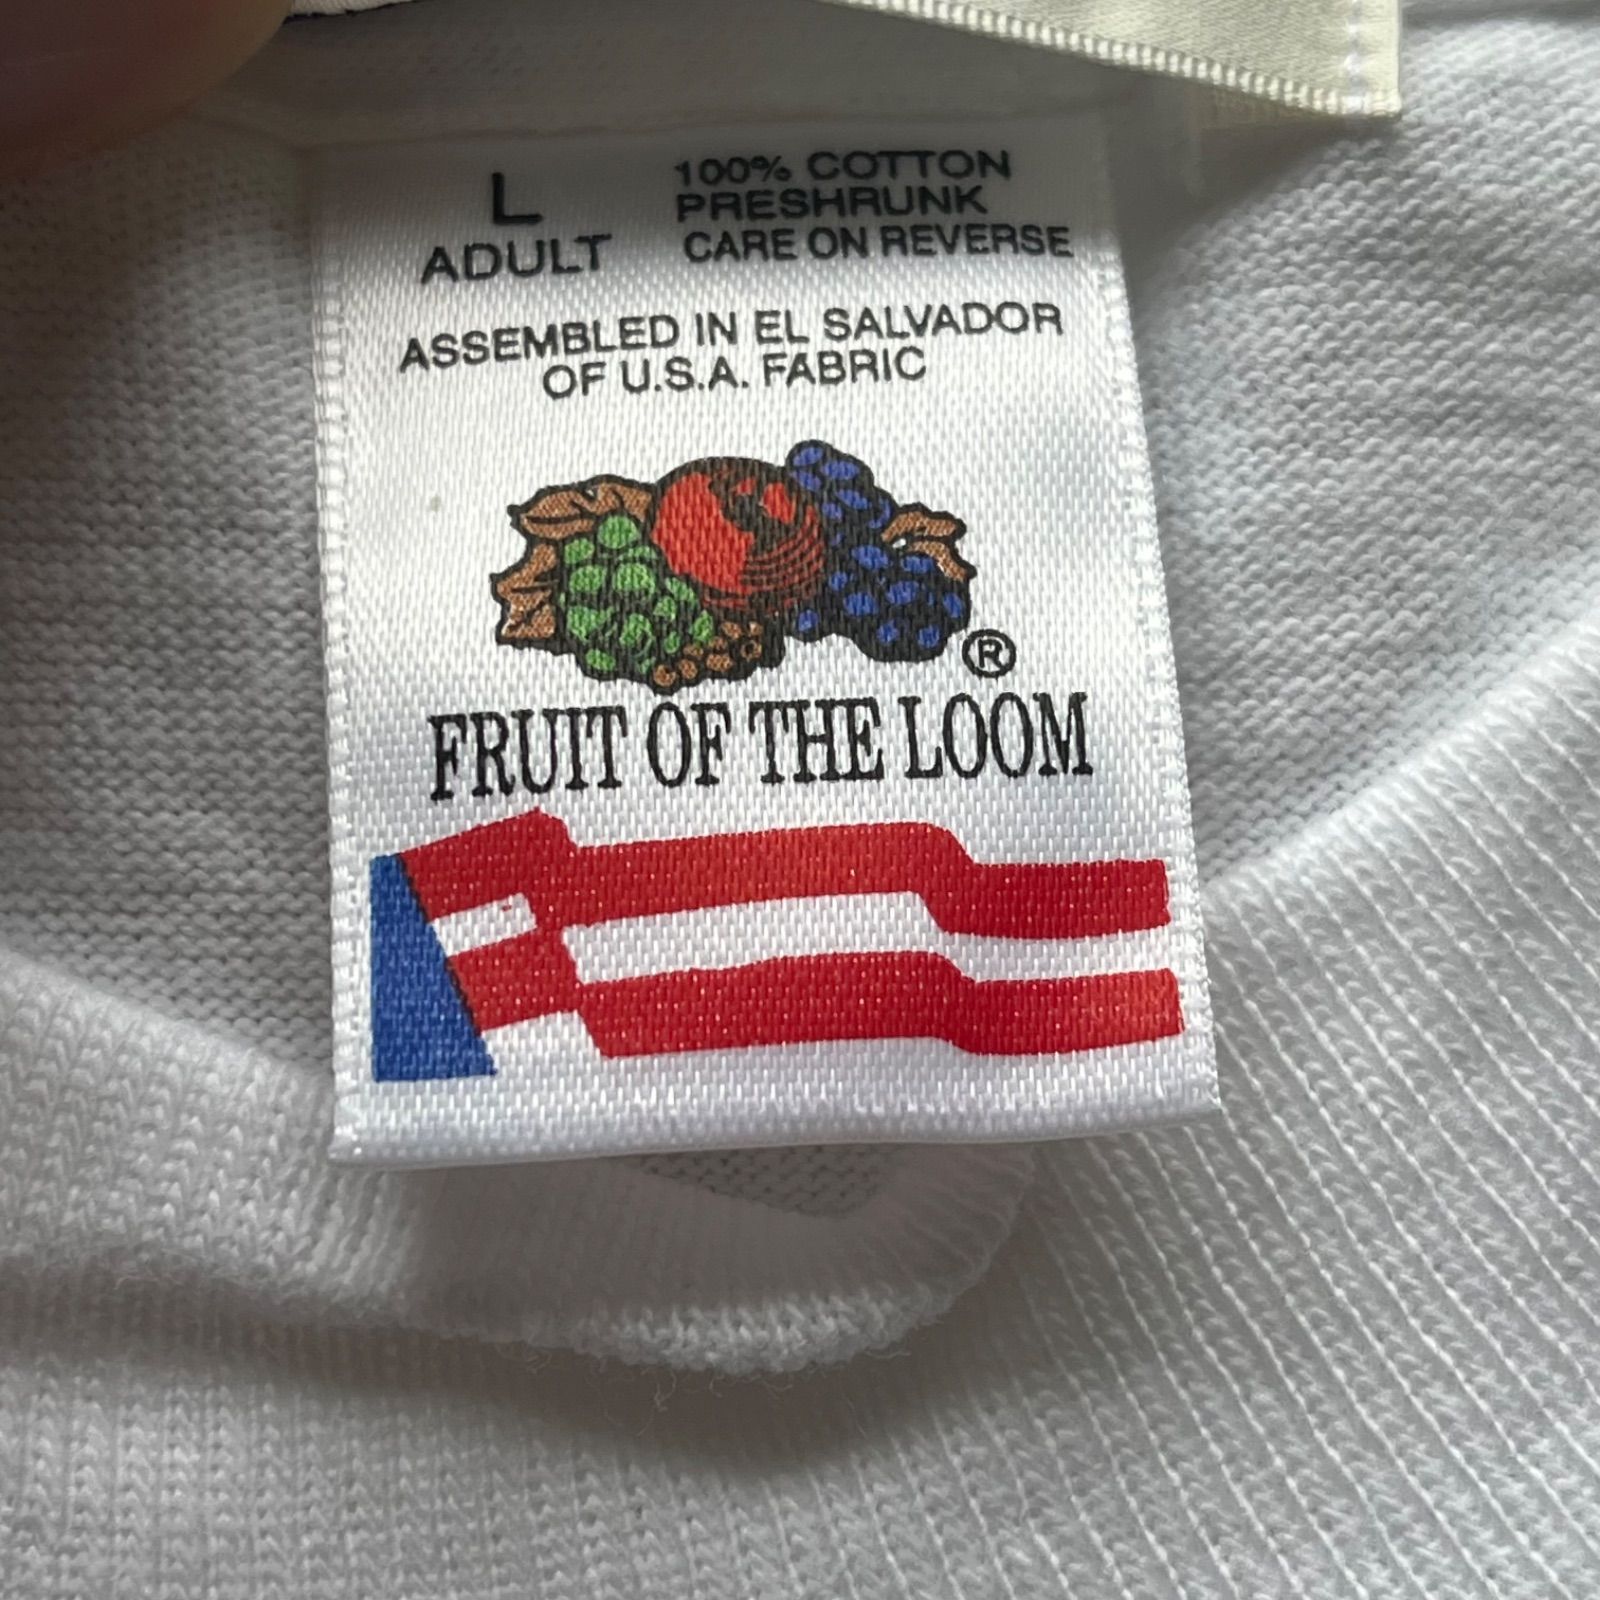 L
ADULT
100% COTTON
PRESHRUNK
CARE ON REVERSE
ASSEMBLED IN EL SALVADOR
OF U.S.A. FABRIC
®
FRUIT OF THE LOOM